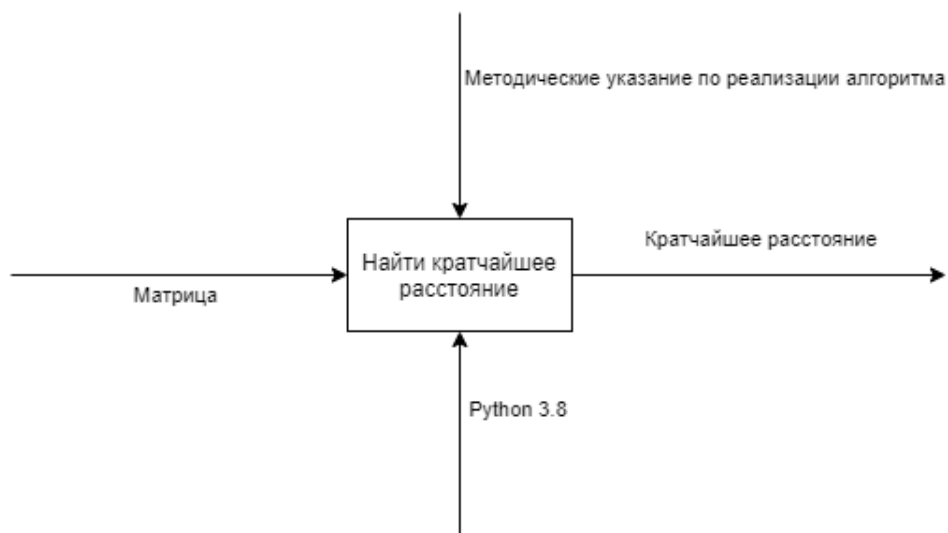 Методические указание по реализации алгоритма
Кратчайшее расстояние
Найти кратчайшее
расстояние
Матрица
Python 3.8